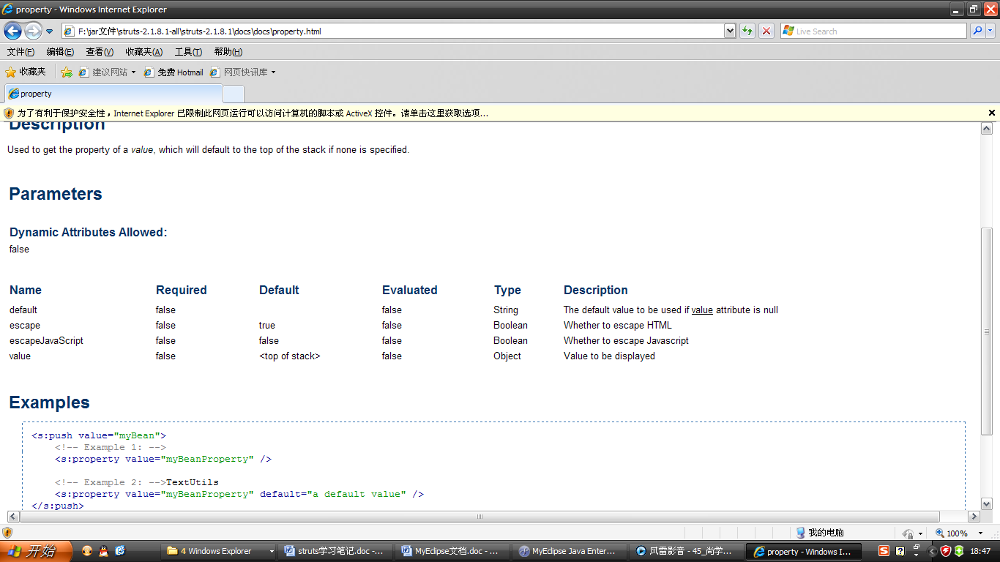 property - Windows Internet Explorer
F:\jar文件\struts-2.1.8.1-all\struts-2.1.8.1\docs\docs\property.html
Live Search
文件(F) 编辑(E) 查看(V) 收藏夹(A) 工具(T) 帮助(H)
收藏夹 建议网站 免费 Hotmail 网页快讯库
property
为了有利于保护安全性，Internet Explorer 已限制此网页运行可以访问计算机的脚本或 ActiveX 控件。请单击这里获取选项...
Description
Used to get the property of a value, which will default to the top of the stack if none is specified.
Parameters
Dynamic Attributes Allowed:
false
Name Required Default Evaluated Type Description
default false false String The default value to be used if value attribute is null
escape false true false Boolean Whether to escape HTML
escapeJavaScript false false false Boolean Whether to escape Javascript
value false <top of stack> false Object Value to be displayed
Examples
<s:push value="myBean">
<!-- Example 1: -->
<s:property value="myBeanProperty" />
<!-- Example 2: -->TextUtils
<s:property value="myBeanProperty" default="a default value" />
</s:push>
我的电脑 100%
开始 4 Windows Explorer struts学习笔记.doc -... MyEclipse文档.doc - ... MyEclipse Java Enter... 风雷影音 - 45_尚学... property - Windows I... 18:47